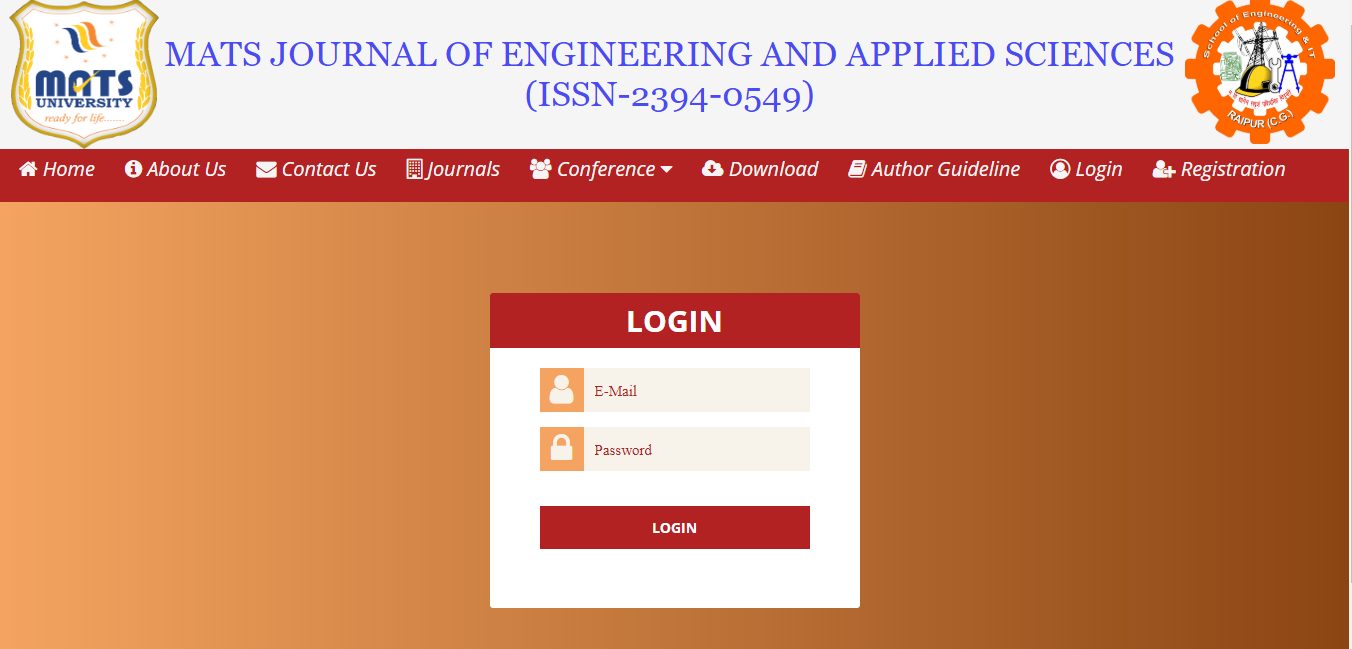 MATS
UNIVERSITY
ready for life........
MATS JOURNAL OF ENGINEERING AND APPLIED SCIENCES
(ISSN-2394-0549)
School of Engineering & IT
RAIPUR (C.G.)
Home About Us Contact Us Journals Conference Download Author Guideline Login Registration
LOGIN
E-Mail
Password
LOGIN